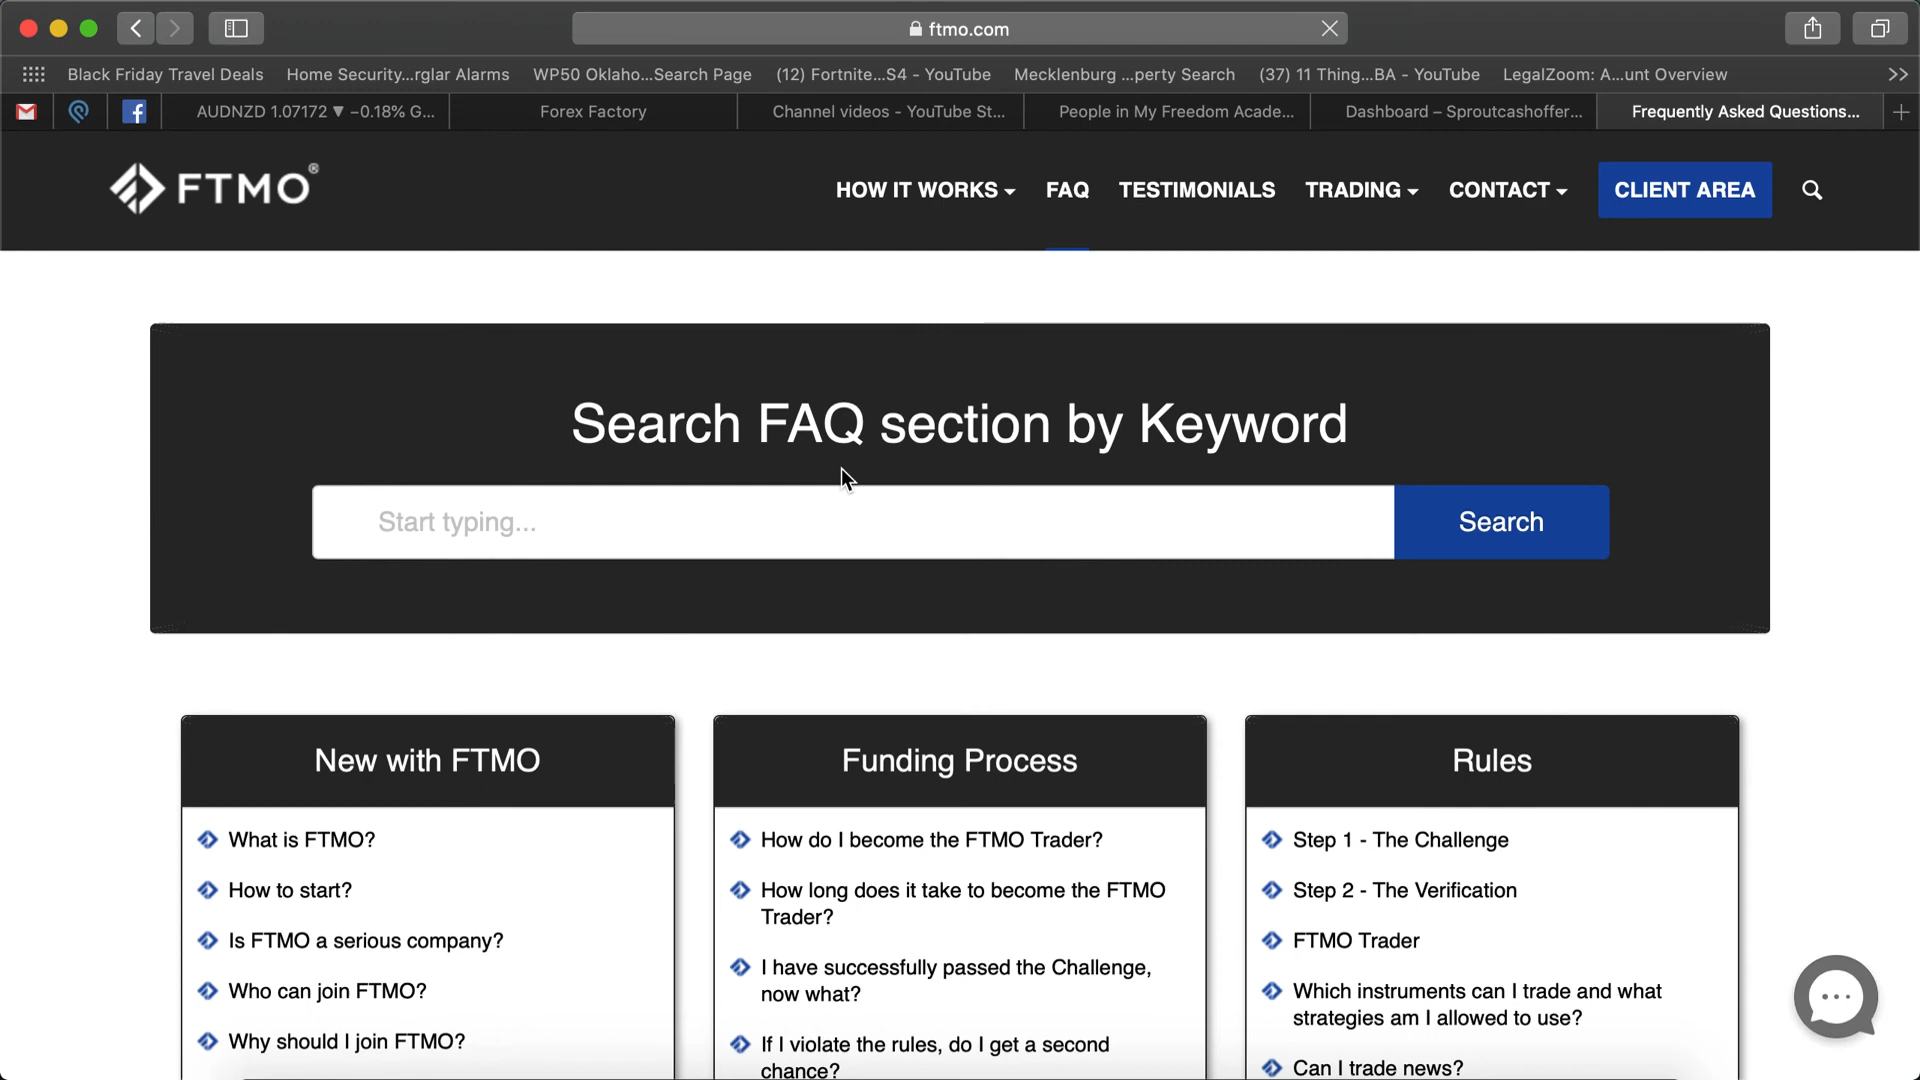 ftmo.com
Black Friday Travel Deals Home Security...rglar Alarms WP50 Oklaho...Search Page (12) Fortnite...S4 - YouTube Mecklenburg ...perty Search (37) 11 Thing...BA - YouTube LegalZoom: A...unt Overview
AUDNZD 1.07172 ▼ −0.18% G... Forex Factory Channel videos - YouTube St... People in My Freedom Acade... Dashboard – Sproutcashoffer... Frequently Asked Questions...
FTMO® HOW IT WORKS FAQ TESTIMONIALS TRADING CONTACT CLIENT AREA
Search FAQ section by Keyword
Start typing... Search
New with FTMO
What is FTMO?
How to start?
Is FTMO a serious company?
Who can join FTMO?
Why should I join FTMO?
Funding Process
How do I become the FTMO Trader?
How long does it take to become the FTMO
Trader?
I have successfully passed the Challenge,
now what?
If I violate the rules, do I get a second
chance?
Rules
Step 1 - The Challenge
Step 2 - The Verification
FTMO Trader
Which instruments can I trade and what
strategies am I allowed to use?
Can I trade news?